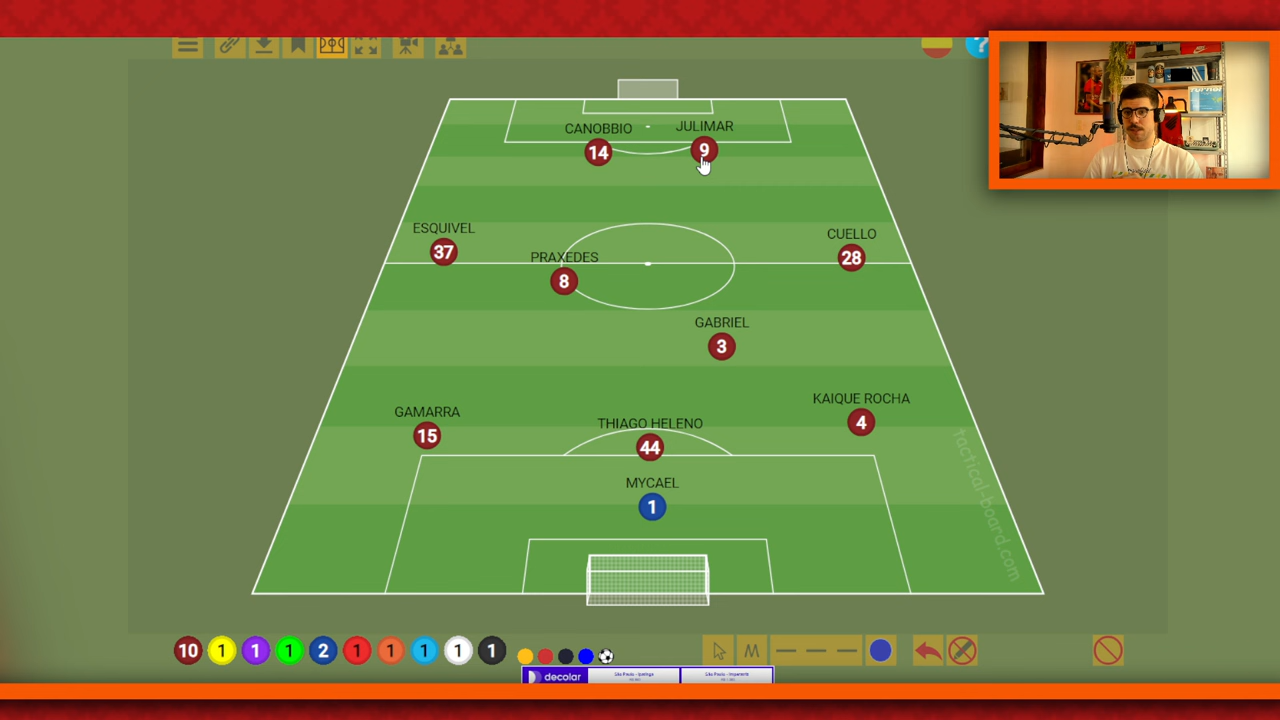 ?
CANOBBIO
JULIMAR
14
9
ESQUIVEL
37
PRAXEDES
8
CUELLO
28
GABRIEL
3
GAMARRA
15
THIAGO HELENO
44
KAIQUE ROCHA
4
MYCAEL
1
tactical-board.com
10 1 1 1 2 1 1 1 1 1
M
decolar